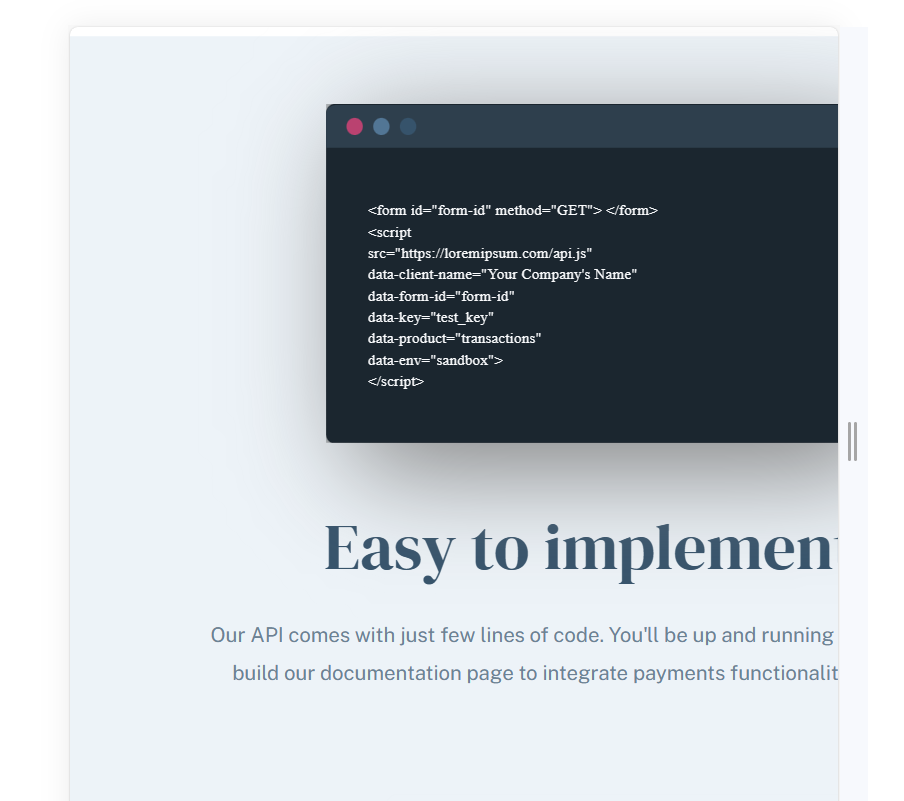 <form id="form-id" method="GET"> </form>
<script
src="https://loremipsum.com/api.js"
data-client-name="Your Company's Name"
data-form-id="form-id"
data-key="test_key"
data-product="transactions"
data-env="sandbox">
</script>
Easy to implement
Our API comes with just few lines of code. You'll be up and running
build our documentation page to integrate payments functionalit